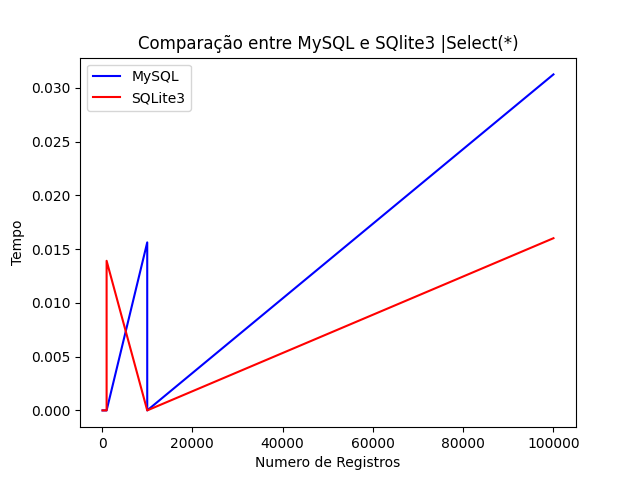 Comparação entre MySQL e SQlite3 |Select(*)
MySQL
SQLite3
0.030
0.025
0.020
0.015
0.010
0.005
0.000
Tempo
0 20000 40000 60000 80000 100000
Numero de Registros